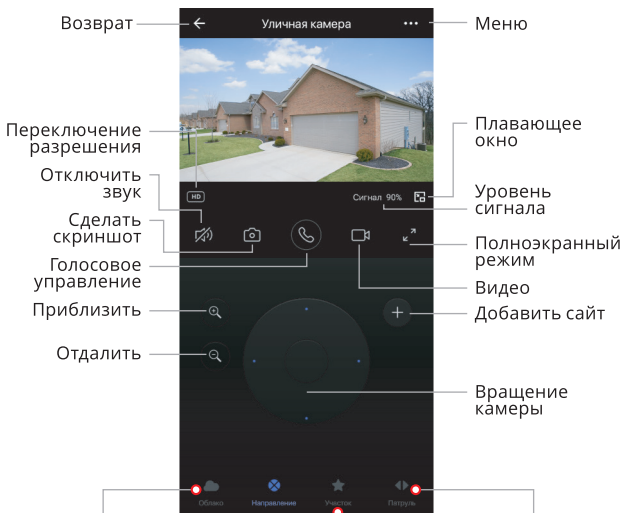 Возврат
Уличная камера
Меню
Переключение
разрешения
Плавающее
окно
Отключить
звук
HD
Сигнал 90%
Уровень
сигнала
Сделать
скриншот
Полноэкранный
режим
Голосовое
управление
Видео
Приблизить
Добавить сайт
Отдалить
Вращение
камеры
Облако
Направление
Участок
Патруль